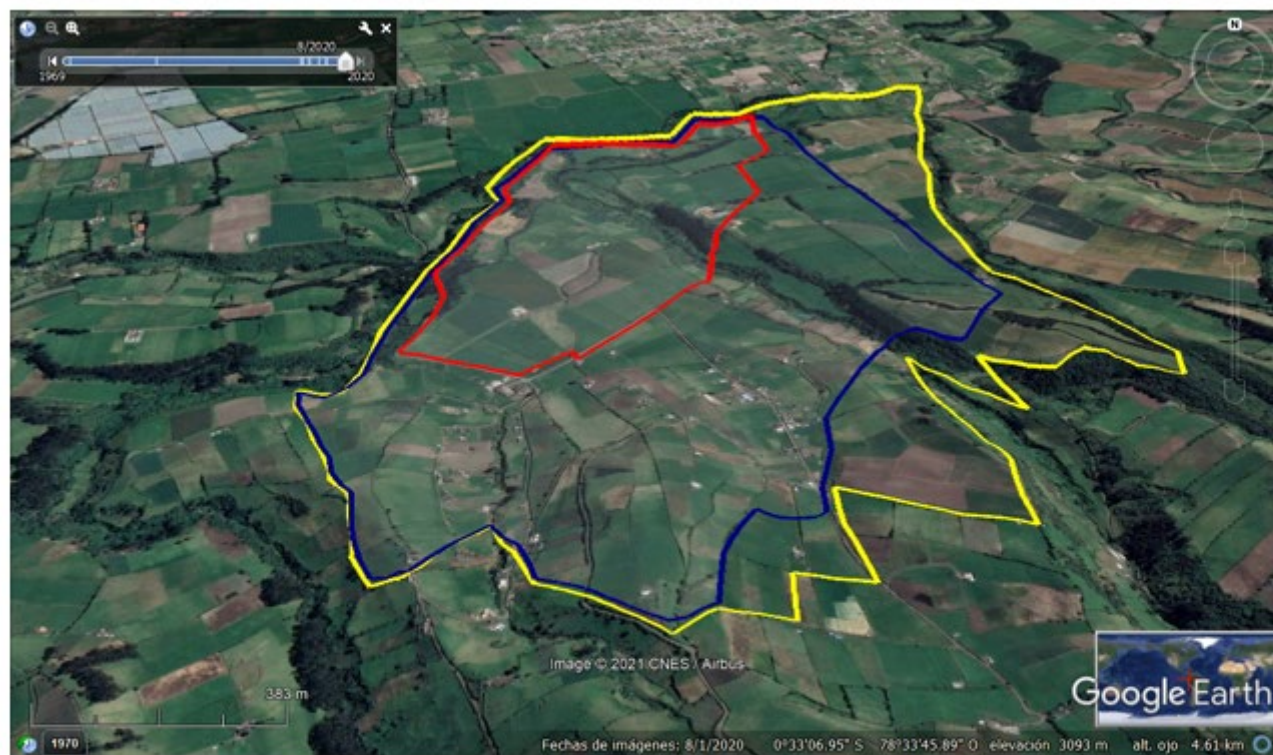 8/2020
1969
2020
N
Image © 2021 CNES / Airbus
383 m
Google Earth
1970
Fechas de imágenes: 8/1/2020 0°33'06.95" S 78°33'45.89" O elevación 3093 m alt. ojo 4.61 km